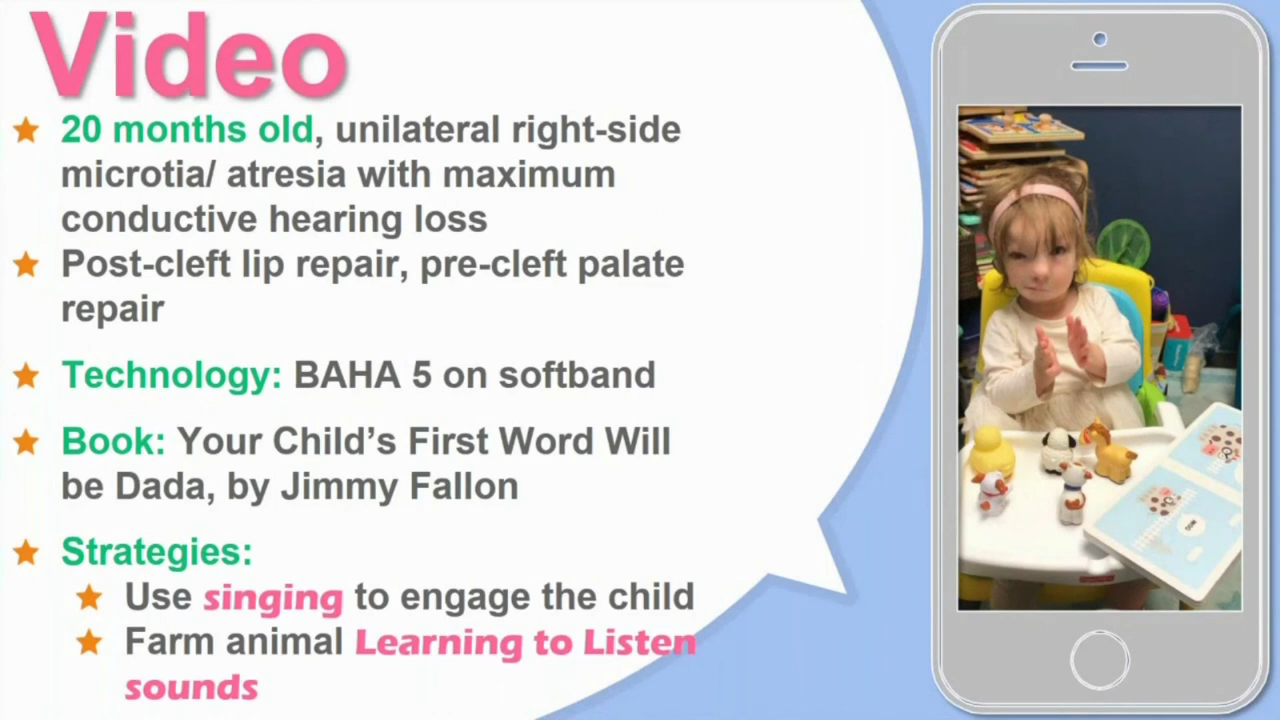 Video
20 months old, unilateral right-side
microtia/ atresia with maximum
conductive hearing loss
Post-cleft lip repair, pre-cleft palate
repair
Technology: BAHA 5 on softband
Book: Your Child’s First Word Will
be Dada, by Jimmy Fallon
Strategies:
Use singing to engage the child
Farm animal Learning to Listen
sounds